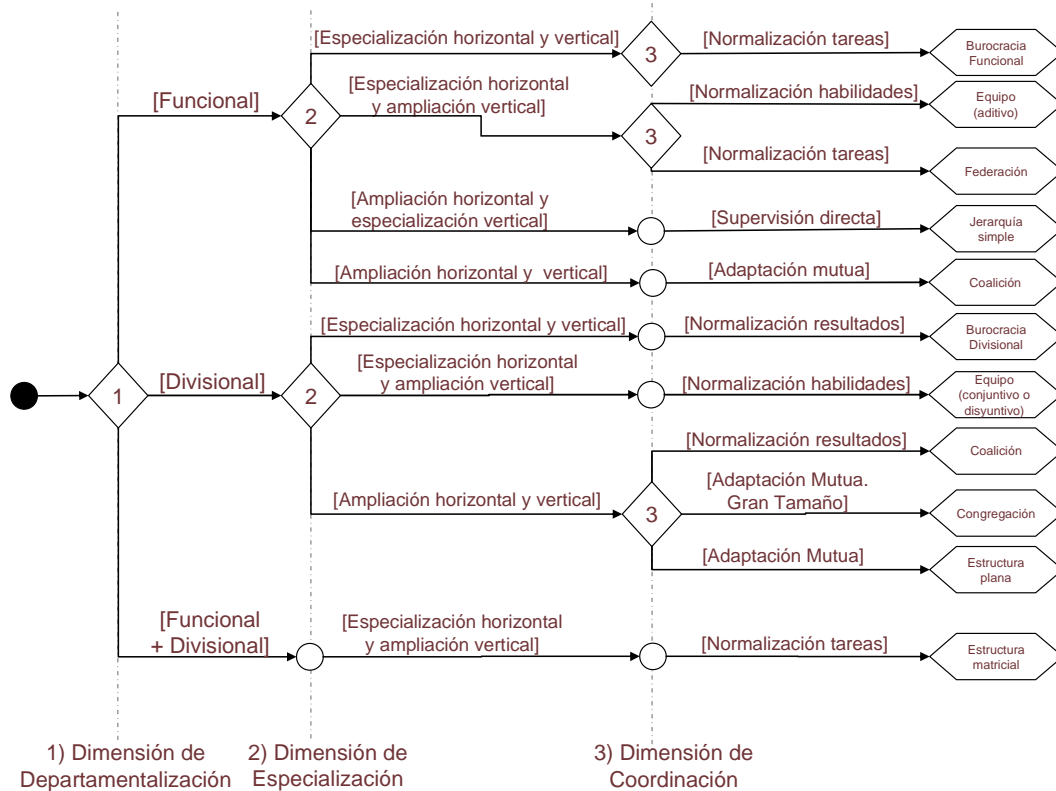 [Especialización horizontal y vertical]
3
[Normalización tareas]
Burocracia
Funcional
[Funcional]
2
[Especialización horizontal
y ampliación vertical]
3
[Normalización habilidades]
Equipo
(aditivo)
[Normalización tareas]
Federación
[Ampliación horizontal y
especialización vertical]
[Supervisión directa]
Jerarquía
simple
[Ampliación horizontal y vertical]
[Adaptación mutua]
Coalición
[Especialización horizontal y vertical]
[Normalización resultados]
Burocracia
Divisional
1
[Divisional]
2
[Especialización horizontal
y ampliación vertical]
[Normalización habilidades]
Equipo
(conjuntivo o
disyuntivo)
[Ampliación horizontal y vertical]
3
[Normalización resultados]
Coalición
[Adaptación Mutua.
Gran Tamaño]
Congregación
[Adaptación Mutua]
Estructura
plana
[Funcional
+ Divisional]
[Especialización horizontal
y ampliación vertical]
[Normalización tareas]
Estructura
matricial
1) Dimensión de
Departamentalización
2) Dimensión de
Especialización
3) Dimensión de
Coordinación